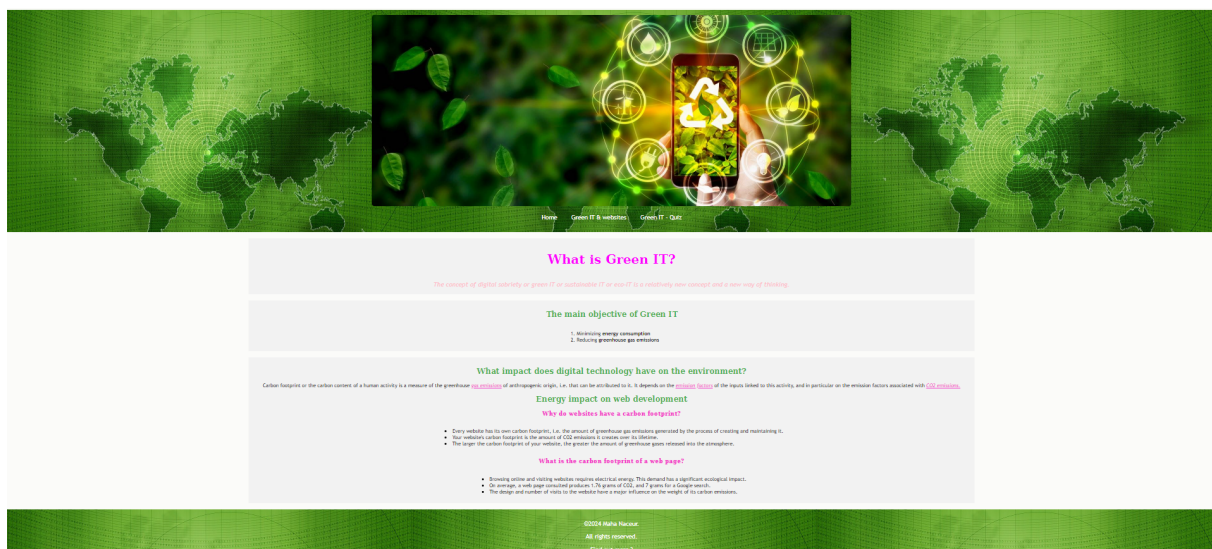 Home Green IT & websites Green IT - Quiz
What is Green IT?
The concept of digital sobriety or green IT or sustainable IT or eco-IT is a relatively new concept and a new way of thinking.
The main objective of Green IT
1. Minimizing energy consumption
2. Reducing greenhouse gas emissions
What impact does digital technology have on the environment?
Carbon footprint or the carbon content of a human activity is a measure of the greenhouse gas emissions of anthropogenic origin, i.e. that can be attributed to it. It depends on the emission factors of the inputs linked to this activity, and in particular on the emission factors associated with CO2 emissions.
Energy impact on web development
Why do websites have a carbon footprint?
Every website has its own carbon footprint, i.e. the amount of greenhouse gas emissions generated by the process of creating and maintaining it.
Your website's carbon footprint is the amount of CO2 emissions it creates over its lifetime.
The larger the carbon footprint of your website, the greater the amount of greenhouse gases released into the atmosphere.
What is the carbon footprint of a web page?
Browsing online and visiting websites requires electrical energy. This demand has a significant ecological impact.
On average, a web page consulted produces 1.76 grams of CO2, and 7 grams for a Google search.
The design and number of visits to the website have a major influence on the weight of its carbon emissions.
©2024 Maha Nacour.
All rights reserved.